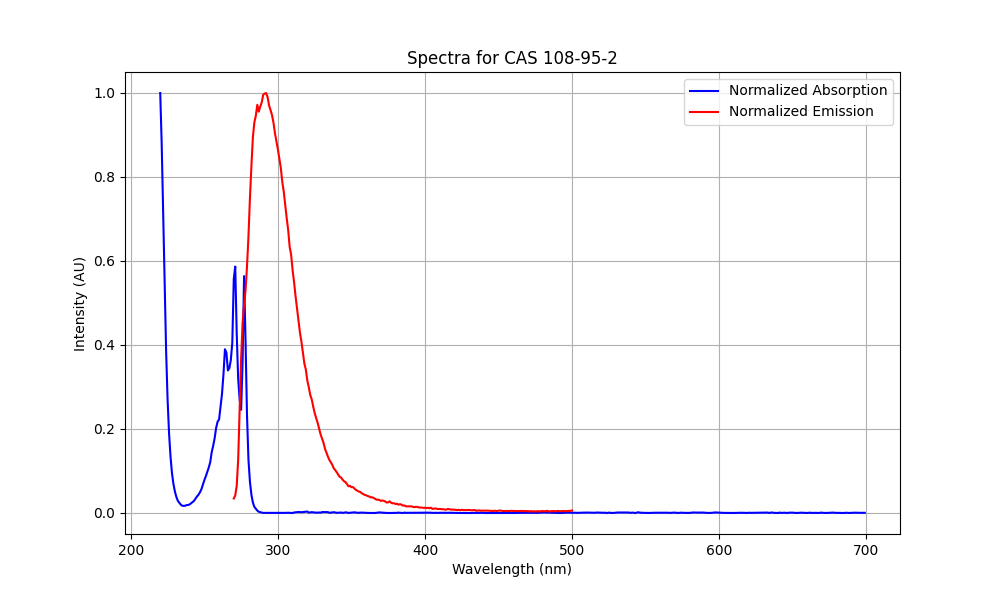 Spectra for CAS 108-95-2
Normalized Absorption
Normalized Emission
Intensity (AU)
1.0
0.8
0.6
0.4
0.2
0.0
200 300 400 500 600 700
Wavelength (nm)